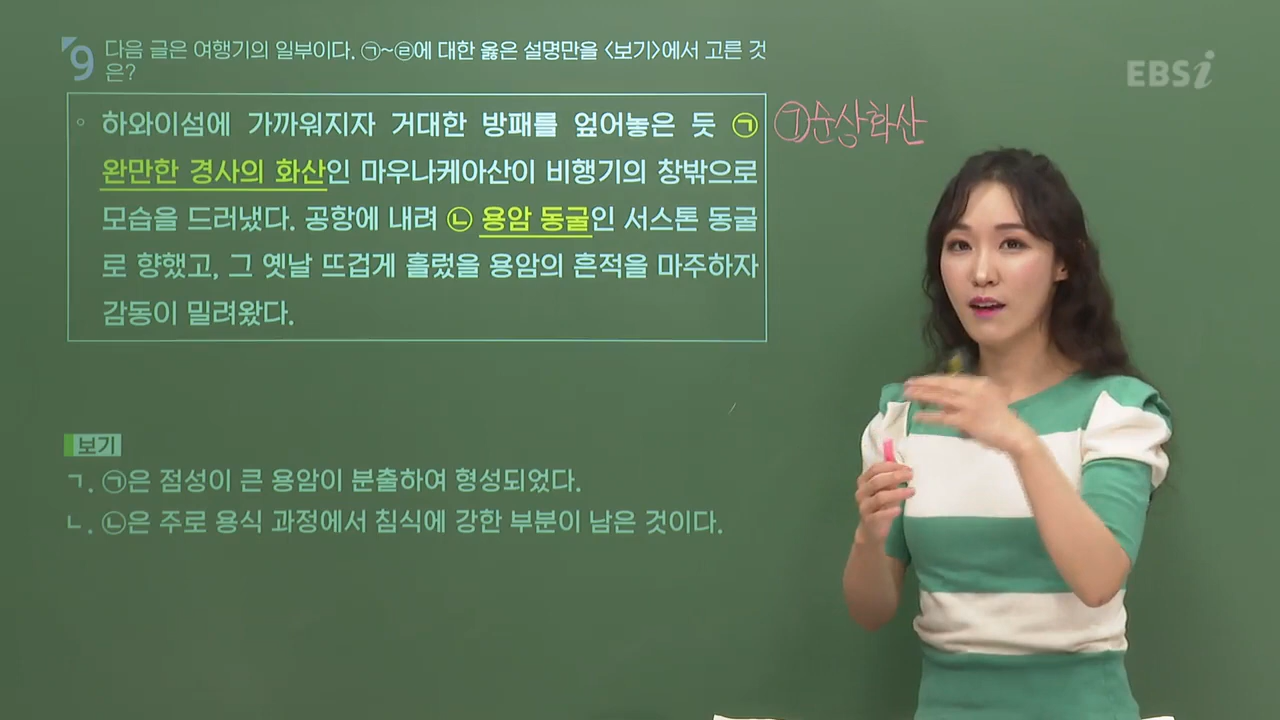 9 다음 글은 여행기의 일부이다. ㉠~㉣에 대한 옳은 설명만을 <보기>에서 고른 것
은?
EBSi
◦ 하와이섬에 가까워지자 거대한 방패를 엎어놓은 듯 ㉠
㉠순상화산
완만한 경사의 화산인 마우나케아산이 비행기의 창밖으로
모습을 드러냈다. 공항에 내려 ㉡ 용암 동굴인 서스톤 동굴
로 향했고, 그 옛날 뜨겁게 흘렀을 용암의 흔적을 마주하자
감동이 밀려왔다.
보기
ㄱ. ㉠은 점성이 큰 용암이 분출하여 형성되었다.
ㄴ. ㉡은 주로 용식 과정에서 침식에 강한 부분이 남은 것이다.